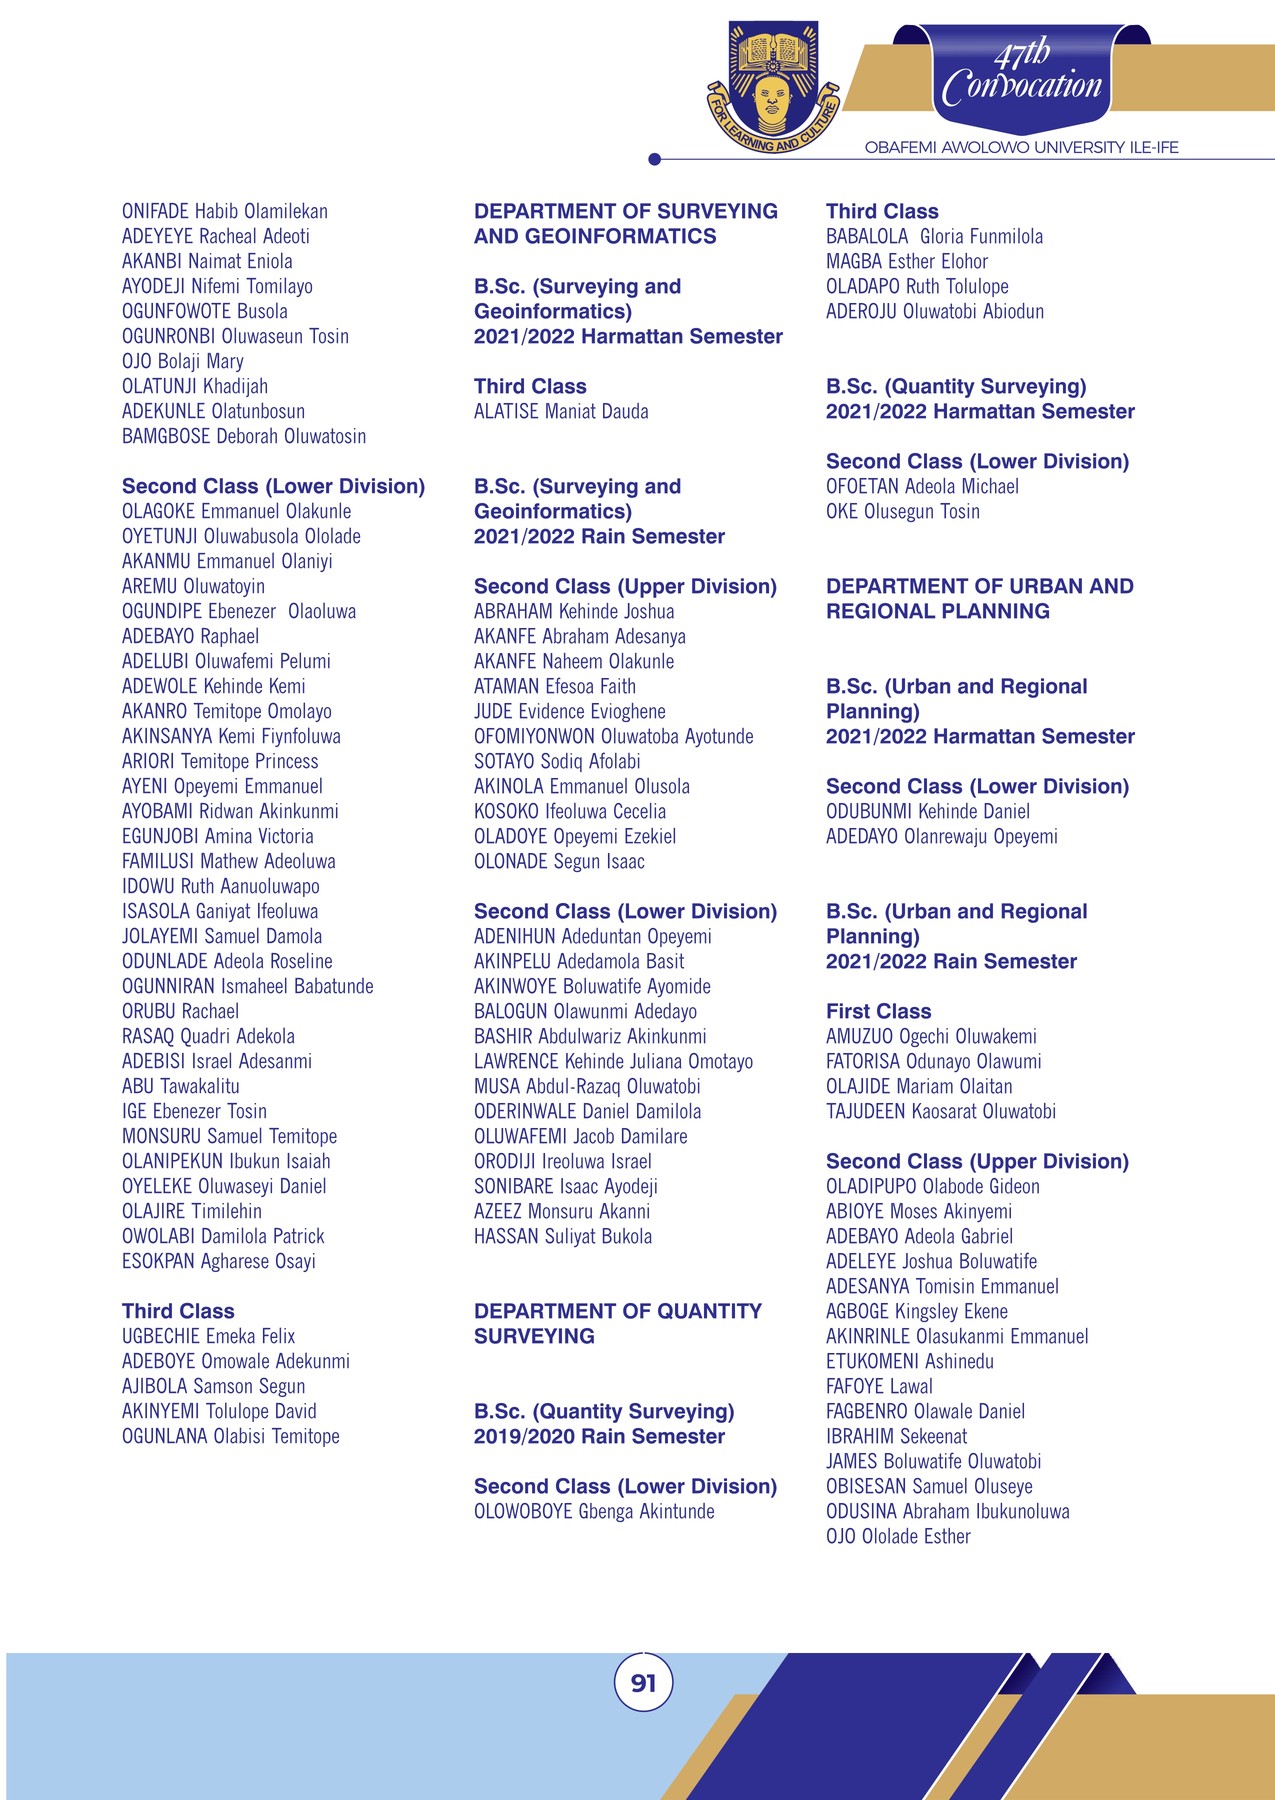 47th
Convocation
FOR LEARNING AND CULTURE
OBAFEMI AWOLOWO UNIVERSITY ILE-IFE
ONIFADE Habib Olamilekan
ADEYEYE Racheal Adeoti
AKANBI Naimat Eniola
AYODEJI Nifemi Tomilayo
OGUNFOWOTE Busola
OGUNRONBI Oluwaseun Tosin
OJO Bolaji Mary
OLATUNJI Khadijah
ADEKUNLE Olatunbosun
BAMGBOSE Deborah Oluwatosin
Second Class (Lower Division)
OLAGOKE Emmanuel Olakunle
OYETUNJI Oluwabusola Ololade
AKANMU Emmanuel Olaniyi
AREMU Oluwatoyin
OGUNDIPE Ebenezer  Olaoluwa
ADEBAYO Raphael
ADELUBI Oluwafemi Pelumi
ADEWOLE Kehinde Kemi
AKANRO Temitope Omolayo
AKINSANYA Kemi Fiynfoluwa
ARIORI Temitope Princess
AYENI Opeyemi Emmanuel
AYOBAMI Ridwan Akinkunmi
EGUNJOBI Amina Victoria
FAMILUSI Mathew Adeoluwa
IDOWU Ruth Aanuoluwapo
ISASOLA Ganiyat Ifeoluwa
JOLAYEMI Samuel Damola
ODUNLADE Adeola Roseline
OGUNNIRAN Ismaheel Babatunde
ORUBU Rachael
RASAQ Quadri Adekola
ADEBISI Israel Adesanmi
ABU Tawakalitu
IGE Ebenezer Tosin
MONSURU Samuel Temitope
OLANIPEKUN Ibukun Isaiah
OYELEKE Oluwaseyi Daniel
OLAJIRE Timilehin
OWOLABI Damilola Patrick
ESOKPAN Agharese Osayi
Third Class
UGBECHIE Emeka Felix
ADEBOYE Omowale Adekunmi
AJIBOLA Samson Segun
AKINYEMI Tolulope David
OGUNLANA Olabisi Temitope
DEPARTMENT OF SURVEYING
AND GEOINFORMATICS
B.Sc. (Surveying and
Geoinformatics)
2021/2022 Harmattan Semester
Third Class
ALATISE Maniat Dauda
B.Sc. (Surveying and
Geoinformatics)
2021/2022 Rain Semester
Second Class (Upper Division)
ABRAHAM Kehinde Joshua
AKANFE Abraham Adesanya
AKANFE Naheem Olakunle
ATAMAN Efesoa Faith
JUDE Evidence Evioghene
OFOMIYONWON Oluwatoba Ayotunde
SOTAYO Sodiq Afolabi
AKINOLA Emmanuel Olusola
KOSOKO Ifeoluwa Cecelia
OLADOYE Opeyemi Ezekiel
OLONADE Segun Isaac
Second Class (Lower Division)
ADENIHUN Adeduntan Opeyemi
AKINPELU Adedamola Basit
AKINWOYE Boluwatife Ayomide
BALOGUN Olawunmi Adedayo
BASHIR Abdulwariz Akinkunmi
LAWRENCE Kehinde Juliana Omotayo
MUSA Abdul-Razaq Oluwatobi
ODERINWALE Daniel Damilola
OLUWAFEMI Jacob Damilare
ORODIJI Ireoluwa Israel
SONIBARE Isaac Ayodeji
AZEEZ Monsuru Akanni
HASSAN Suliyat Bukola
DEPARTMENT OF QUANTITY
SURVEYING
B.Sc. (Quantity Surveying)
2019/2020 Rain Semester
Second Class (Lower Division)
OLOWOBOYE Gbenga Akintunde
Third Class
BABALOLA  Gloria Funmilola
MAGBA Esther Elohor
OLADAPO Ruth Tolulope
ADEROJU Oluwatobi Abiodun
B.Sc. (Quantity Surveying)
2021/2022 Harmattan Semester
Second Class (Lower Division)
OFOETAN Adeola Michael
OKE Olusegun Tosin
DEPARTMENT OF URBAN AND
REGIONAL PLANNING
B.Sc. (Urban and Regional
Planning)
2021/2022 Harmattan Semester
Second Class (Lower Division)
ODUBUNMI Kehinde Daniel
ADEDAYO Olanrewaju Opeyemi
B.Sc. (Urban and Regional
Planning)
2021/2022 Rain Semester
First Class
AMUZUO Ogechi Oluwakemi
FATORISA Odunayo Olawumi
OLAJIDE Mariam Olaitan
TAJUDEEN Kaosarat Oluwatobi
Second Class (Upper Division)
OLADIPUPO Olabode Gideon
ABIOYE Moses Akinyemi
ADEBAYO Adeola Gabriel
ADELEYE Joshua Boluwatife
ADESANYA Tomisin Emmanuel
AGBOGE Kingsley Ekene
AKINRINLE Olasukanmi Emmanuel
ETUKOMENI Ashinedu
FAFOYE Lawal
FAGBENRO Olawale Daniel
IBRAHIM Sekeenat
JAMES Boluwatife Oluwatobi
OBISESAN Samuel Oluseye
ODUSINA Abraham Ibukunoluwa
OJO Ololade Esther
91